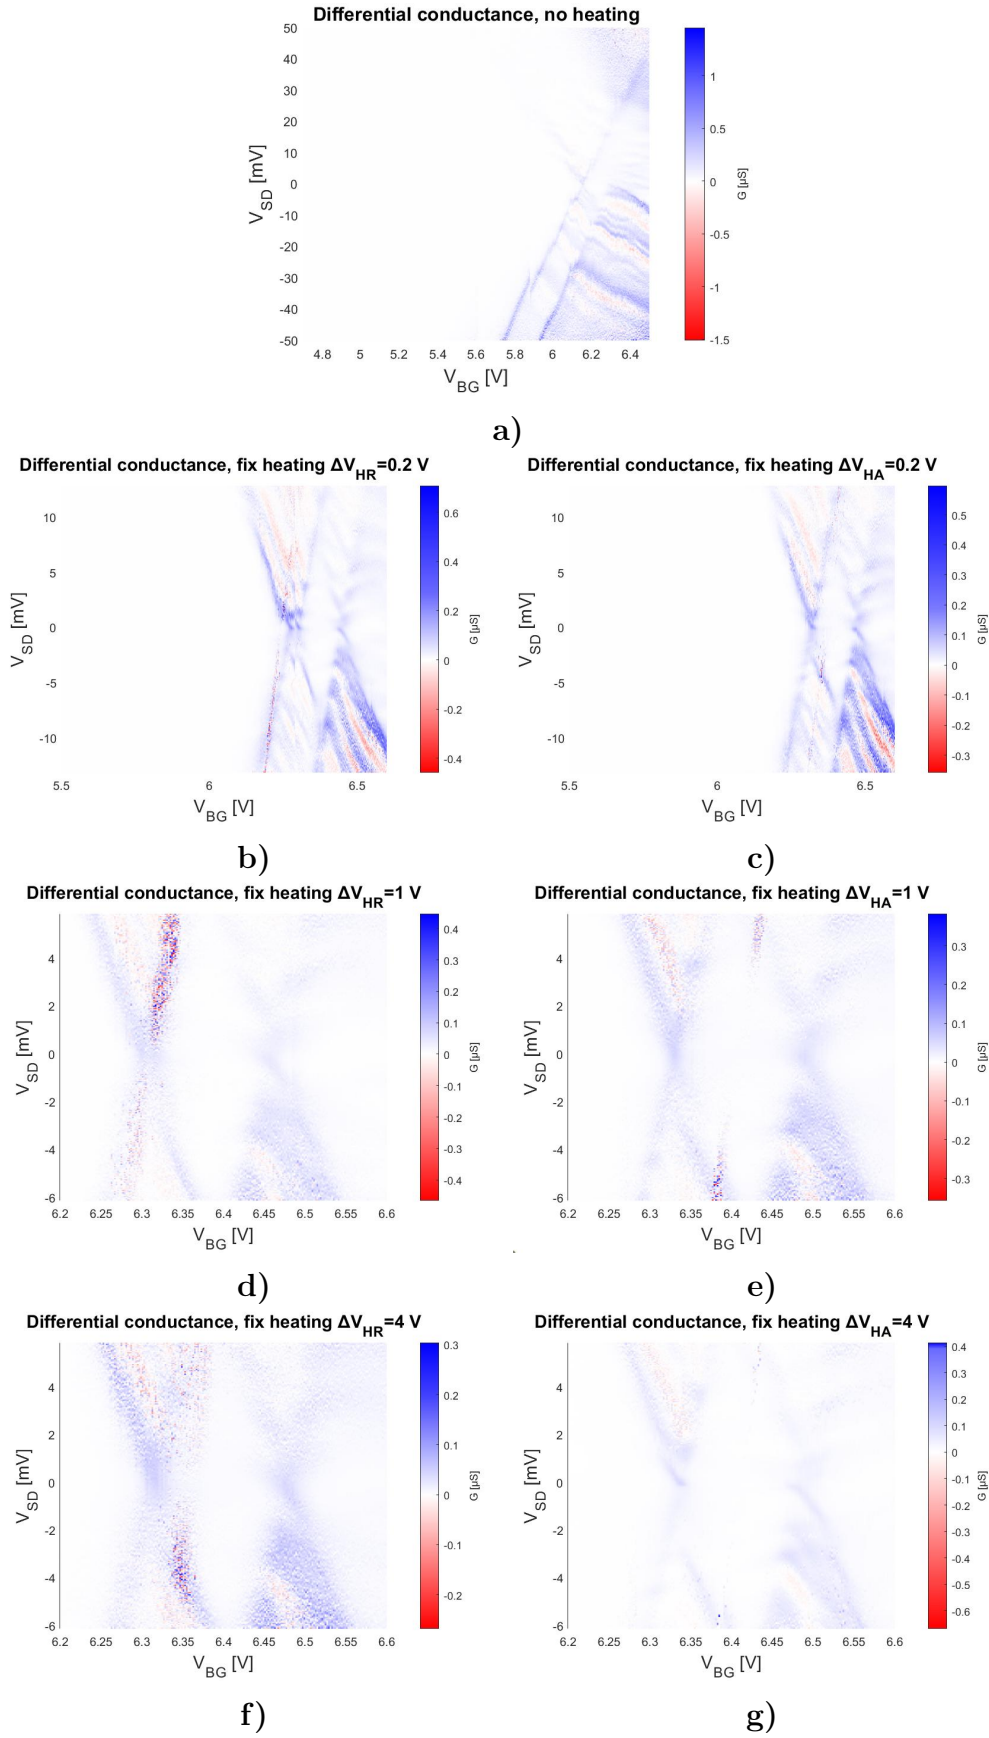 Differential conductance, no heating
50
40
30
20
10
0
-10
-20
-30
-40
-50
V_SD [mV]
4.8 5 5.2 5.4 5.6 5.8 6 6.2 6.4
V_BG [V]
1
0.5
0
-0.5
-1
-1.5
G [µS]
a)
Differential conductance, fix heating ΔV_HR=0.2 V
10
5
0
-5
-10
V_SD [mV]
5.5 6 6.5
V_BG [V]
0.6
0.4
0.2
0
-0.2
-0.4
G [µS]
b)
Differential conductance, fix heating ΔV_HA=0.2 V
10
5
0
-5
-10
V_SD [mV]
5.5 6 6.5
V_BG [V]
0.5
0.4
0.3
0.2
0.1
0
-0.1
-0.2
-0.3
G [µS]
c)
Differential conductance, fix heating ΔV_HR=1 V
4
2
0
-2
-4
-6
V_SD [mV]
6.2 6.25 6.3 6.35 6.4 6.45 6.5 6.55 6.6
V_BG [V]
0.4
0.3
0.2
0.1
0
-0.1
-0.2
-0.3
-0.4
G [µS]
d)
Differential conductance, fix heating ΔV_HA=1 V
4
2
0
-2
-4
-6
V_SD [mV]
6.2 6.25 6.3 6.35 6.4 6.45 6.5 6.55 6.6
V_BG [V]
0.3
0.2
0.1
0
-0.1
-0.2
-0.3
G [µS]
e)
Differential conductance, fix heating ΔV_HR=4 V
4
2
0
-2
-4
-6
V_SD [mV]
6.2 6.25 6.3 6.35 6.4 6.45 6.5 6.55 6.6
V_BG [V]
0.3
0.2
0.1
0
-0.1
-0.2
G [µS]
f)
Differential conductance, fix heating ΔV_HA=4 V
4
2
0
-2
-4
-6
V_SD [mV]
6.2 6.25 6.3 6.35 6.4 6.45 6.5 6.55 6.6
V_BG [V]
0.4
0.3
0.2
0.1
0
-0.1
-0.2
-0.3
-0.4
-0.5
-0.6
G [µS]
g)